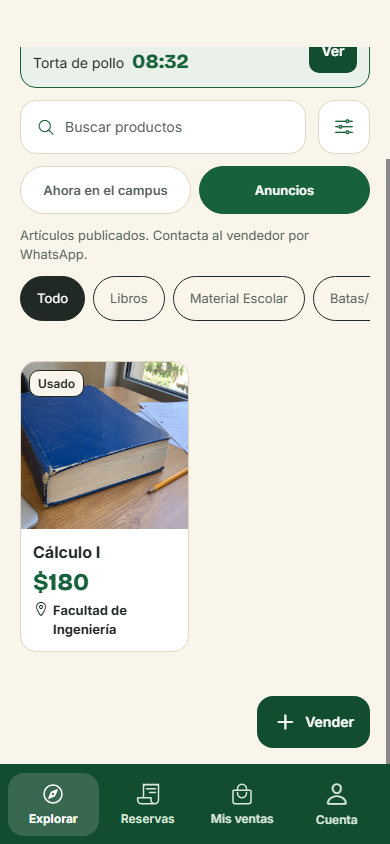 Torta de pollo 08:32
Ver
Buscar productos
Ahora en el campus
Anuncios
Artículos publicados. Contacta al vendedor por
WhatsApp.
Todo
Libros
Material Escolar
Batas/
Usado
Cálculo I
$180
Facultad de
Ingeniería
Vender
Explorar
Reservas
Mis ventas
Cuenta